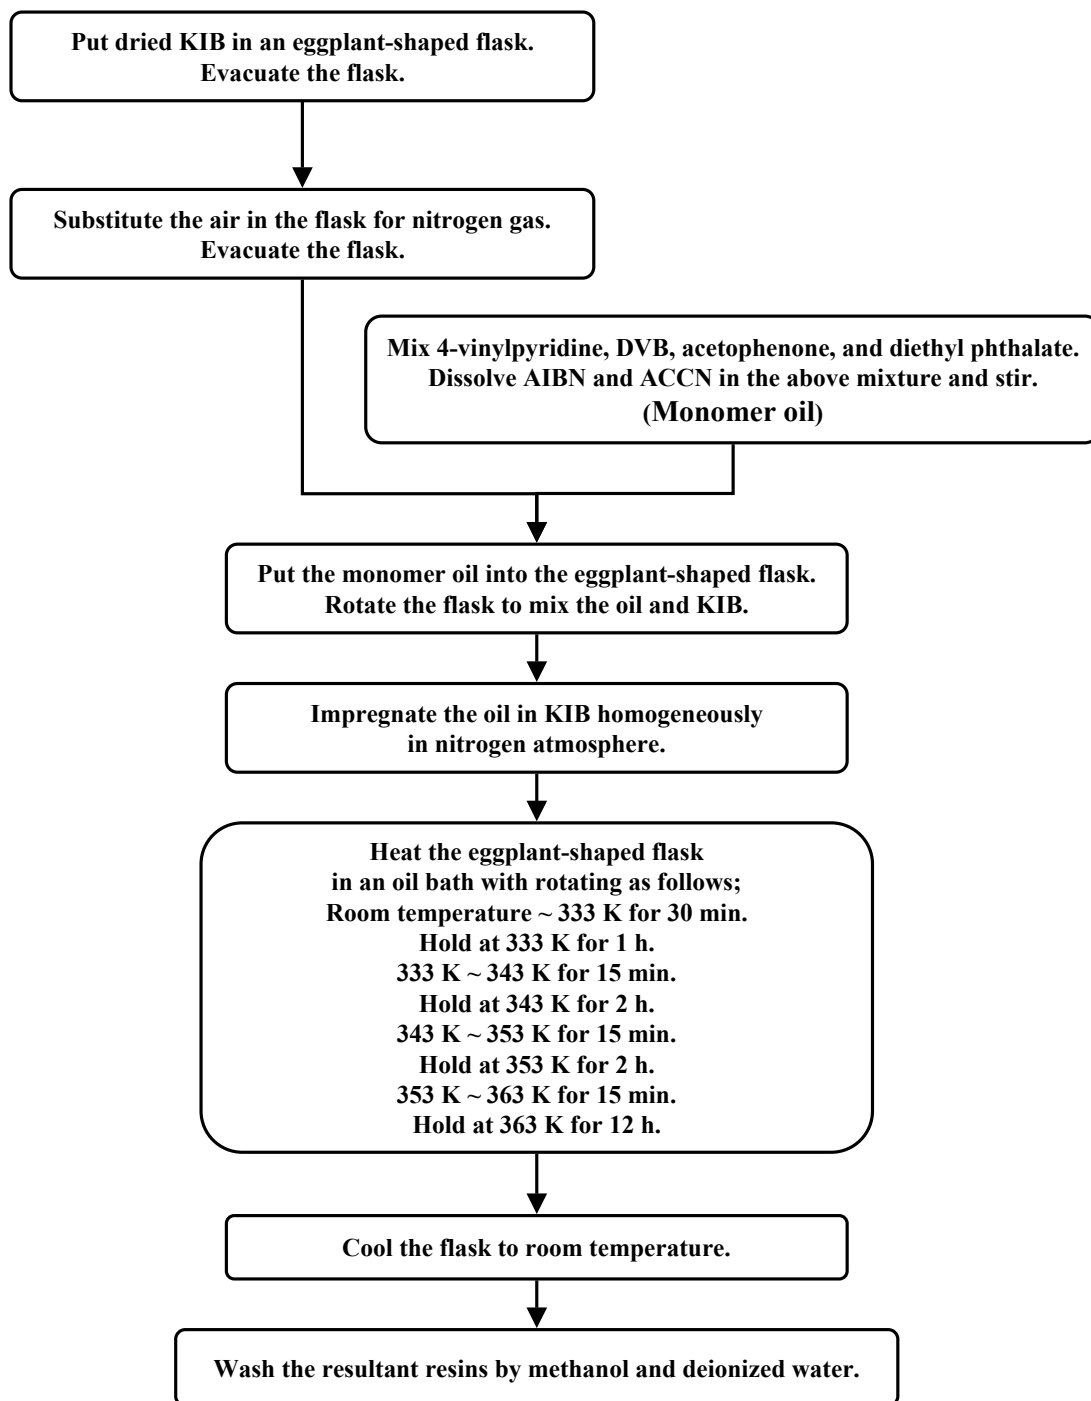 Put dried KIB in an eggplant-shaped flask.
Evacuate the flask.
Substitute the air in the flask for nitrogen gas.
Evacuate the flask.
Mix 4-vinylpyridine, DVB, acetophenone, and diethyl phthalate.
Dissolve AIBN and ACCN in the above mixture and stir.
(Monomer oil)
Put the monomer oil into the eggplant-shaped flask.
Rotate the flask to mix the oil and KIB.
Impregnate the oil in KIB homogeneously
in nitrogen atmosphere.
Heat the eggplant-shaped flask
in an oil bath with rotating as follows;
Room temperature ~ 333 K for 30 min.
Hold at 333 K for 1 h.
333 K ~ 343 K for 15 min.
Hold at 343 K for 2 h.
343 K ~ 353 K for 15 min.
Hold at 353 K for 2 h.
353 K ~ 363 K for 15 min.
Hold at 363 K for 12 h.
Cool the flask to room temperature.
Wash the resultant resins by methanol and deionized water.